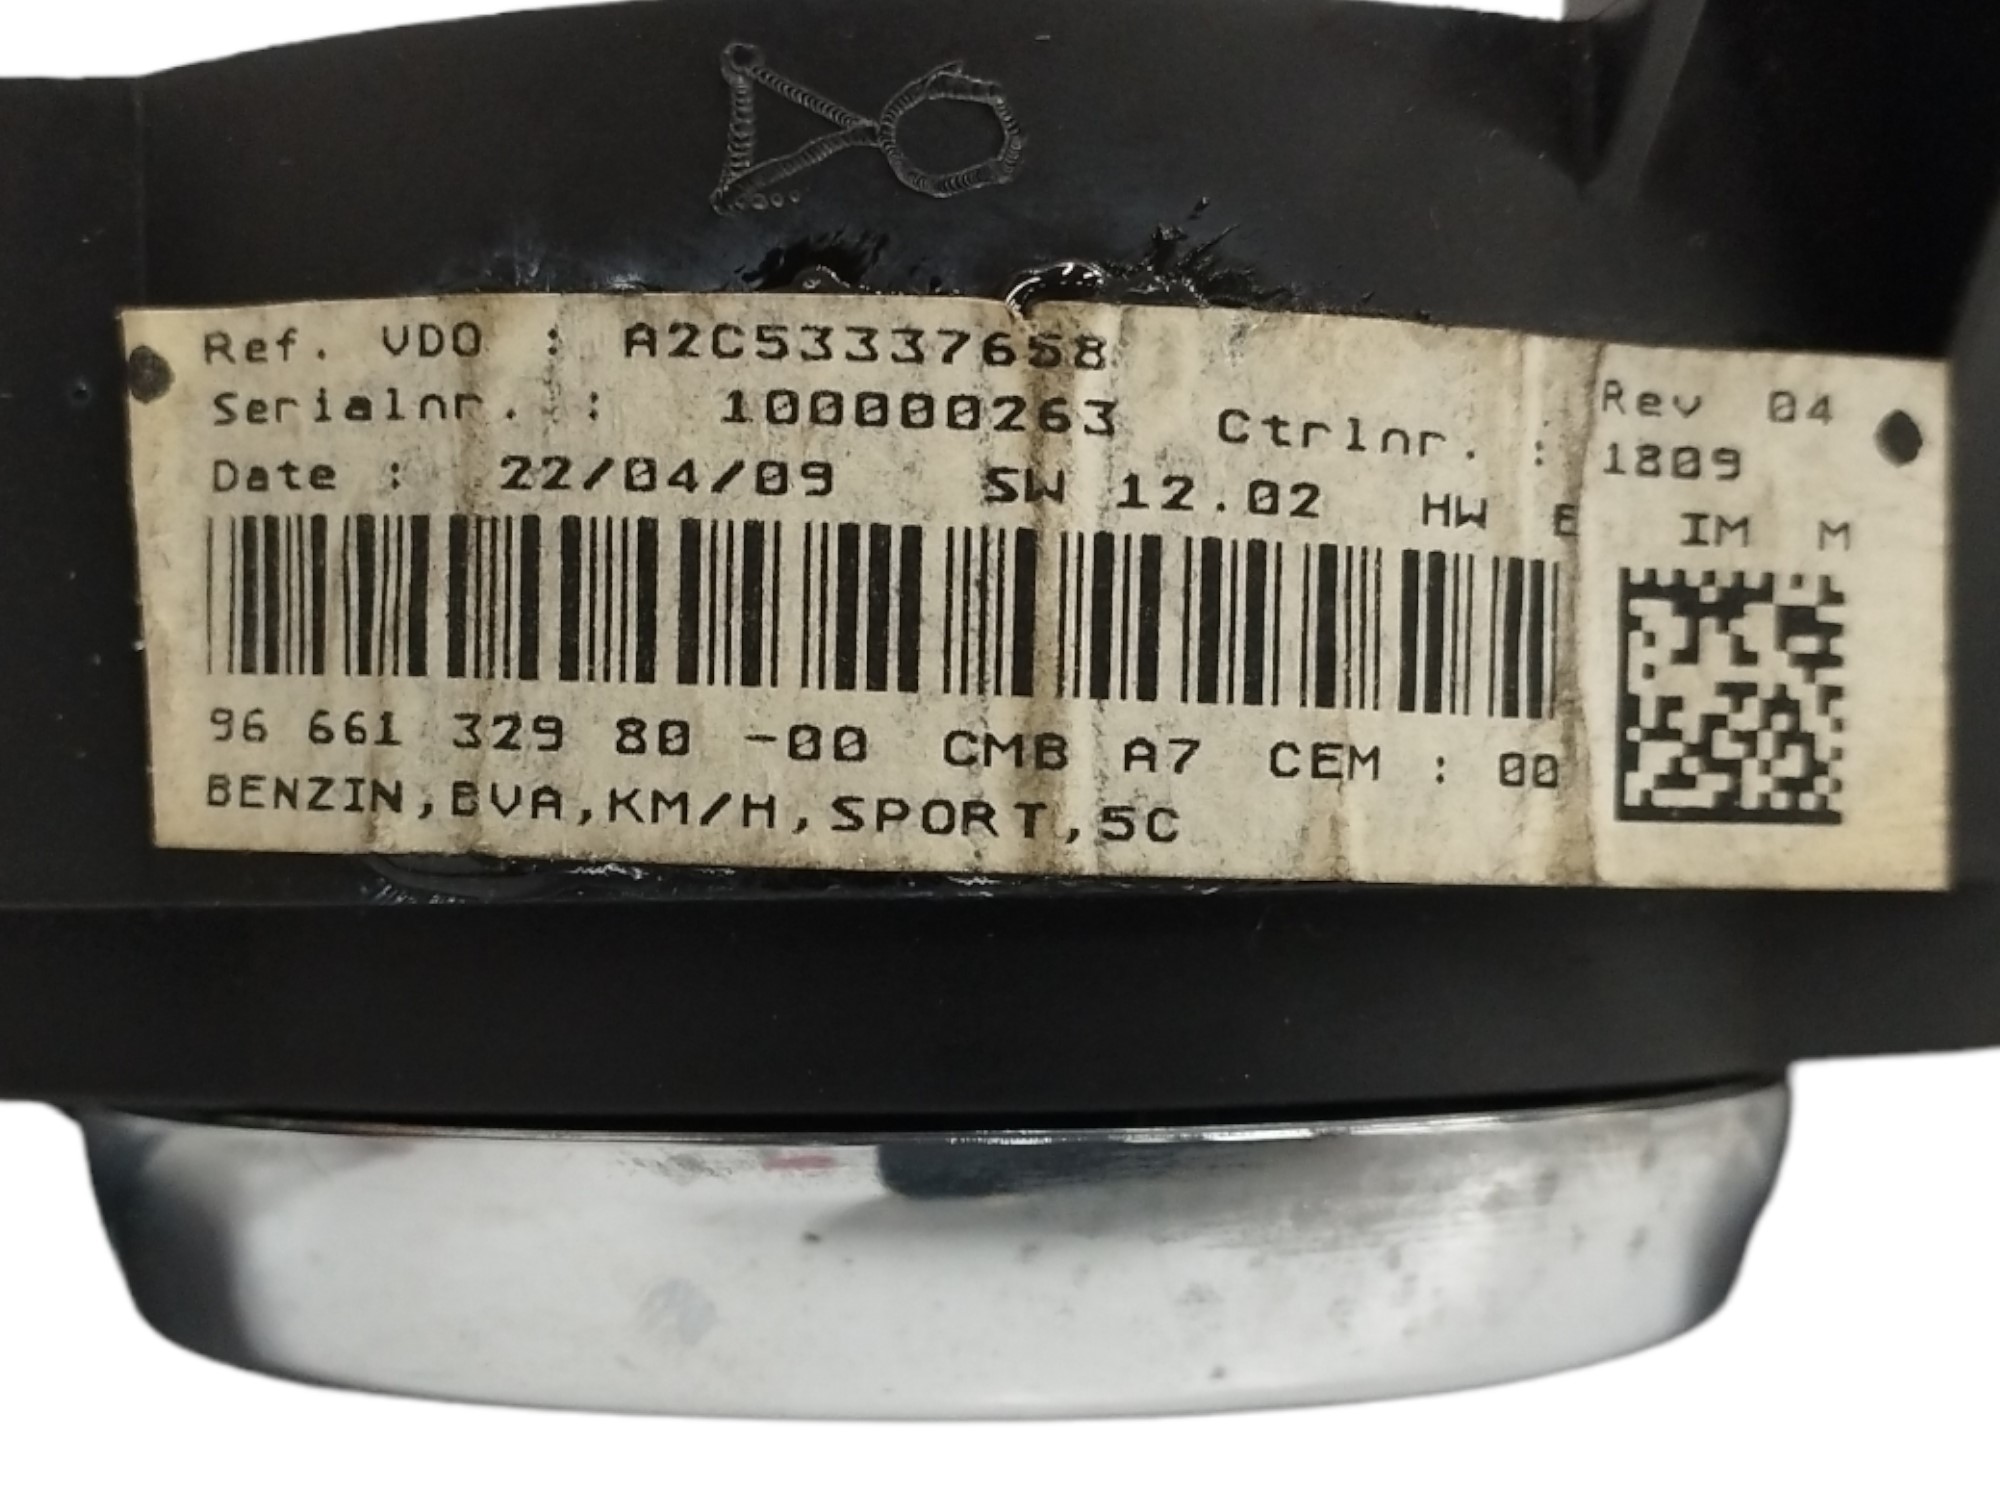 Ref. VDO : A2C53337658
Rev 04
Serialnr. : 100000263 Ctrlnr. : 1809
Date : 22/04/09 SW 12.02 HW E IM M
96 661 329 80 -00 CMB A7 CEM : 00
BENZIN,BVA,KM/H,SPORT,5C